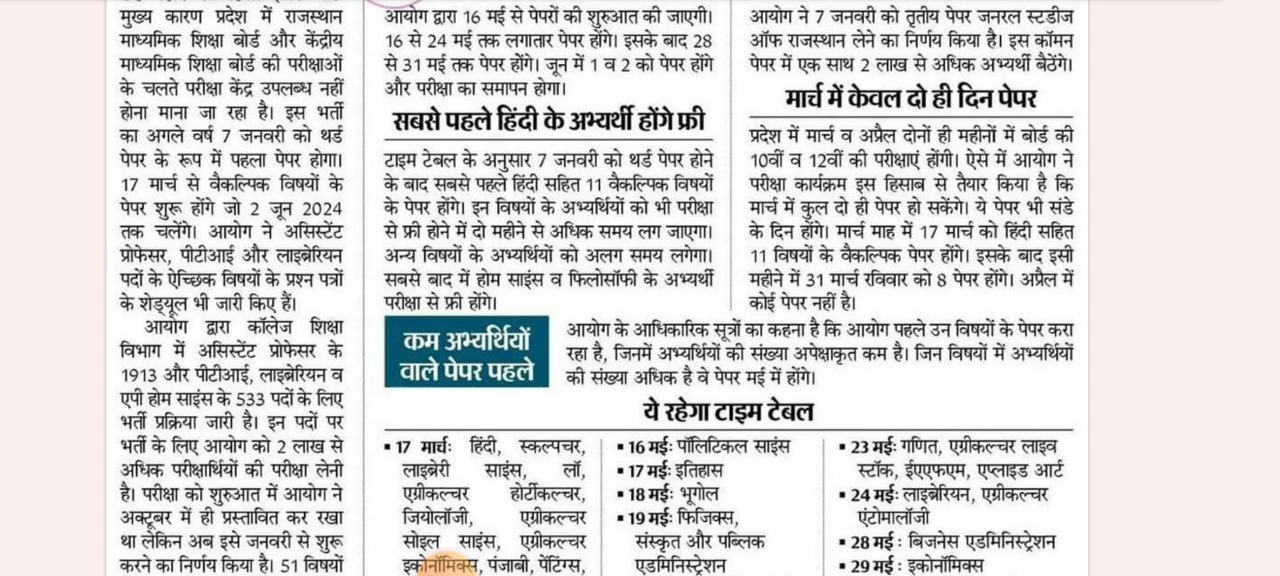 मुख्य कारण प्रदेश में राजस्थान
माध्यमिक शिक्षा बोर्ड और केंद्रीय
माध्यमिक शिक्षा बोर्ड की परीक्षाओं
के चलते परीक्षा केंद्र उपलब्ध नहीं
होना माना जा रहा है। इस भर्ती
का अगले वर्ष 7 जनवरी को थर्ड
पेपर के रूप में पहला पेपर होगा।
17 मार्च से वैकल्पिक विषयों के
पेपर शुरू होंगे जो 2 जून 2024
तक चलेंगे। आयोग ने असिस्टेंट
प्रोफेसर, पीटीआई और लाइब्रेरियन
पदों के ऐच्छिक विषयों के प्रश्न पत्रों
के शेड्यूल भी जारी किए हैं।
आयोग द्वारा कॉलेज शिक्षा
विभाग में असिस्टेंट प्रोफेसर के
1913 और पीटीआई, लाइब्रेरियन व
एपी होम साइंस के 533 पदों के लिए
भर्ती प्रक्रिया जारी है। इन पदों पर
भर्ती के लिए आयोग को 2 लाख से
अधिक परीक्षार्थियों की परीक्षा लेनी
है। परीक्षा को शुरुआत में आयोग ने
अक्टूबर में ही प्रस्तावित कर रखा
था लेकिन अब इसे जनवरी से शुरू
करने का निर्णय किया है। 51 विषयों
आयोग द्वारा 16 मई से पेपरों की शुरुआत की जाएगी।
16 से 24 मई तक लगातार पेपर होंगे। इसके बाद 28
से 31 मई तक पेपर होंगे। जून में 1 व 2 को पेपर होंगे
और परीक्षा का समापन होगा।
सबसे पहले हिंदी के अभ्यर्थी होंगे फ्री
टाइम टेबल के अनुसार 7 जनवरी को थर्ड पेपर होने
के बाद सबसे पहले हिंदी सहित 11 वैकल्पिक विषयों
के पेपर होंगे। इन विषयों के अभ्यर्थियों को भी परीक्षा
से फ्री होने में दो महीने से अधिक समय लग जाएगा।
अन्य विषयों के अभ्यर्थियों को अलग समय लगेगा।
सबसे बाद में होम साइंस व फिलोसॉफी के अभ्यर्थी
परीक्षा से फ्री होंगे।
आयोग ने 7 जनवरी को तृतीय पेपर जनरल स्टडीज
ऑफ राजस्थान लेने का निर्णय किया है। इस कॉमन
पेपर में एक साथ 2 लाख से अधिक अभ्यर्थी बैठेंगे।
मार्च में केवल दो ही दिन पेपर
प्रदेश में मार्च व अप्रैल दोनों ही महीनों में बोर्ड की
10वीं व 12वीं की परीक्षाएं होंगी। ऐसे में आयोग ने
परीक्षा कार्यक्रम इस हिसाब से तैयार किया है कि
मार्च में कुल दो ही पेपर हो सकेंगे। ये पेपर भी संडे
के दिन होंगे। मार्च माह में 17 मार्च को हिंदी सहित
11 विषयों के वैकल्पिक पेपर होंगे। इसके बाद इसी
महीने में 31 मार्च रविवार को 8 पेपर होंगे। अप्रैल में
कोई पेपर नहीं है।
कम अभ्यर्थियों
वाले पेपर पहले
आयोग के आधिकारिक सूत्रों का कहना है कि आयोग पहले उन विषयों के पेपर करा
रहा है, जिनमें अभ्यर्थियों की संख्या अपेक्षाकृत कम है। जिन विषयों में अभ्यर्थियों
की संख्या अधिक है वे पेपर मई में होंगे।
ये रहेगा टाइम टेबल
▪ 17 मार्चः हिंदी, स्कल्पचर,
लाइब्रेरी साइंस, लॉ,
एग्रीकल्चर होर्टीकल्चर,
जियोलॉजी, एग्रीकल्चर
सोइल साइंस, एग्रीकल्चर
इकोनॉमिक्स, पंजाबी, पेंटिंग्स,
▪ 16 मईः पॉलिटिकल साइंस
▪ 17 मईः इतिहास
▪ 18 मईः भूगोल
▪ 19 मईः फिजिक्स,
संस्कृत और पब्लिक
एडमिनिस्ट्रेशन
▪ 23 मईः गणित, एग्रीकल्चर लाइव
स्टॉक, ईएएफएम, एप्लाइड आर्ट
▪ 24 मईः लाइब्रेरियन, एग्रीकल्चर
एंटोमालॉजी
▪ 28 मई : बिजनेस एडमिनिस्ट्रेशन
▪ 29 मई : इकोनॉमिक्स